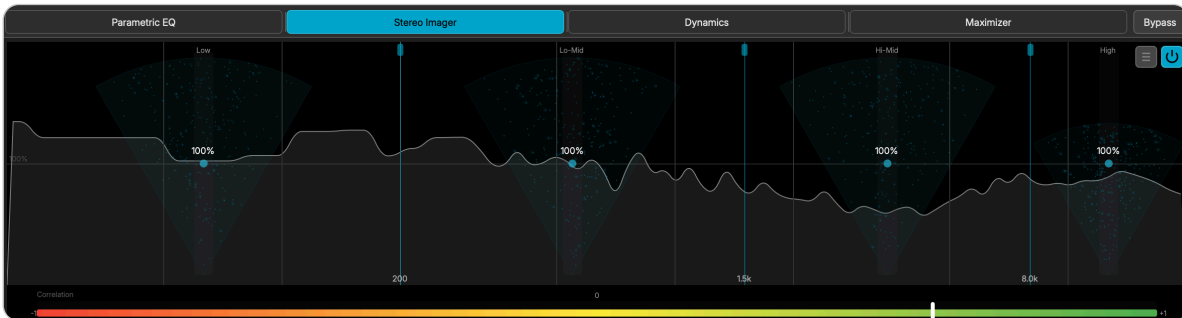 Parametric EQ Stereo Imager Dynamics Maximizer Bypass
Low Lo-Mid Hi-Mid High
100% 100% 100% 100%
100%
200 1.5k 8.0k
Correlation 0
-1 +1